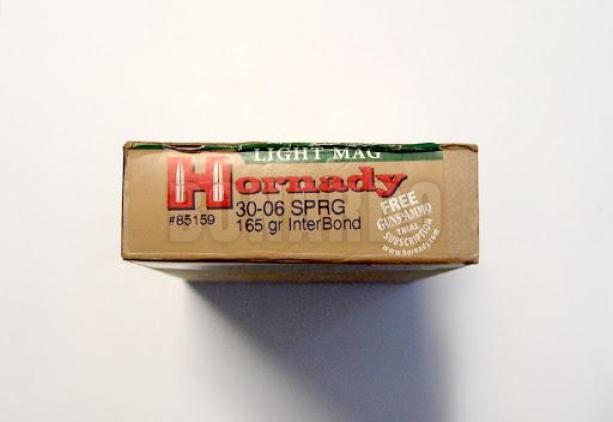 LIGHT MAG
Hornady
#85159
30-06 SPRG
165 gr InterBond
FREE
GUNS&AMMO
TRIAL
SUBSCRIPTION
www.hornady.com